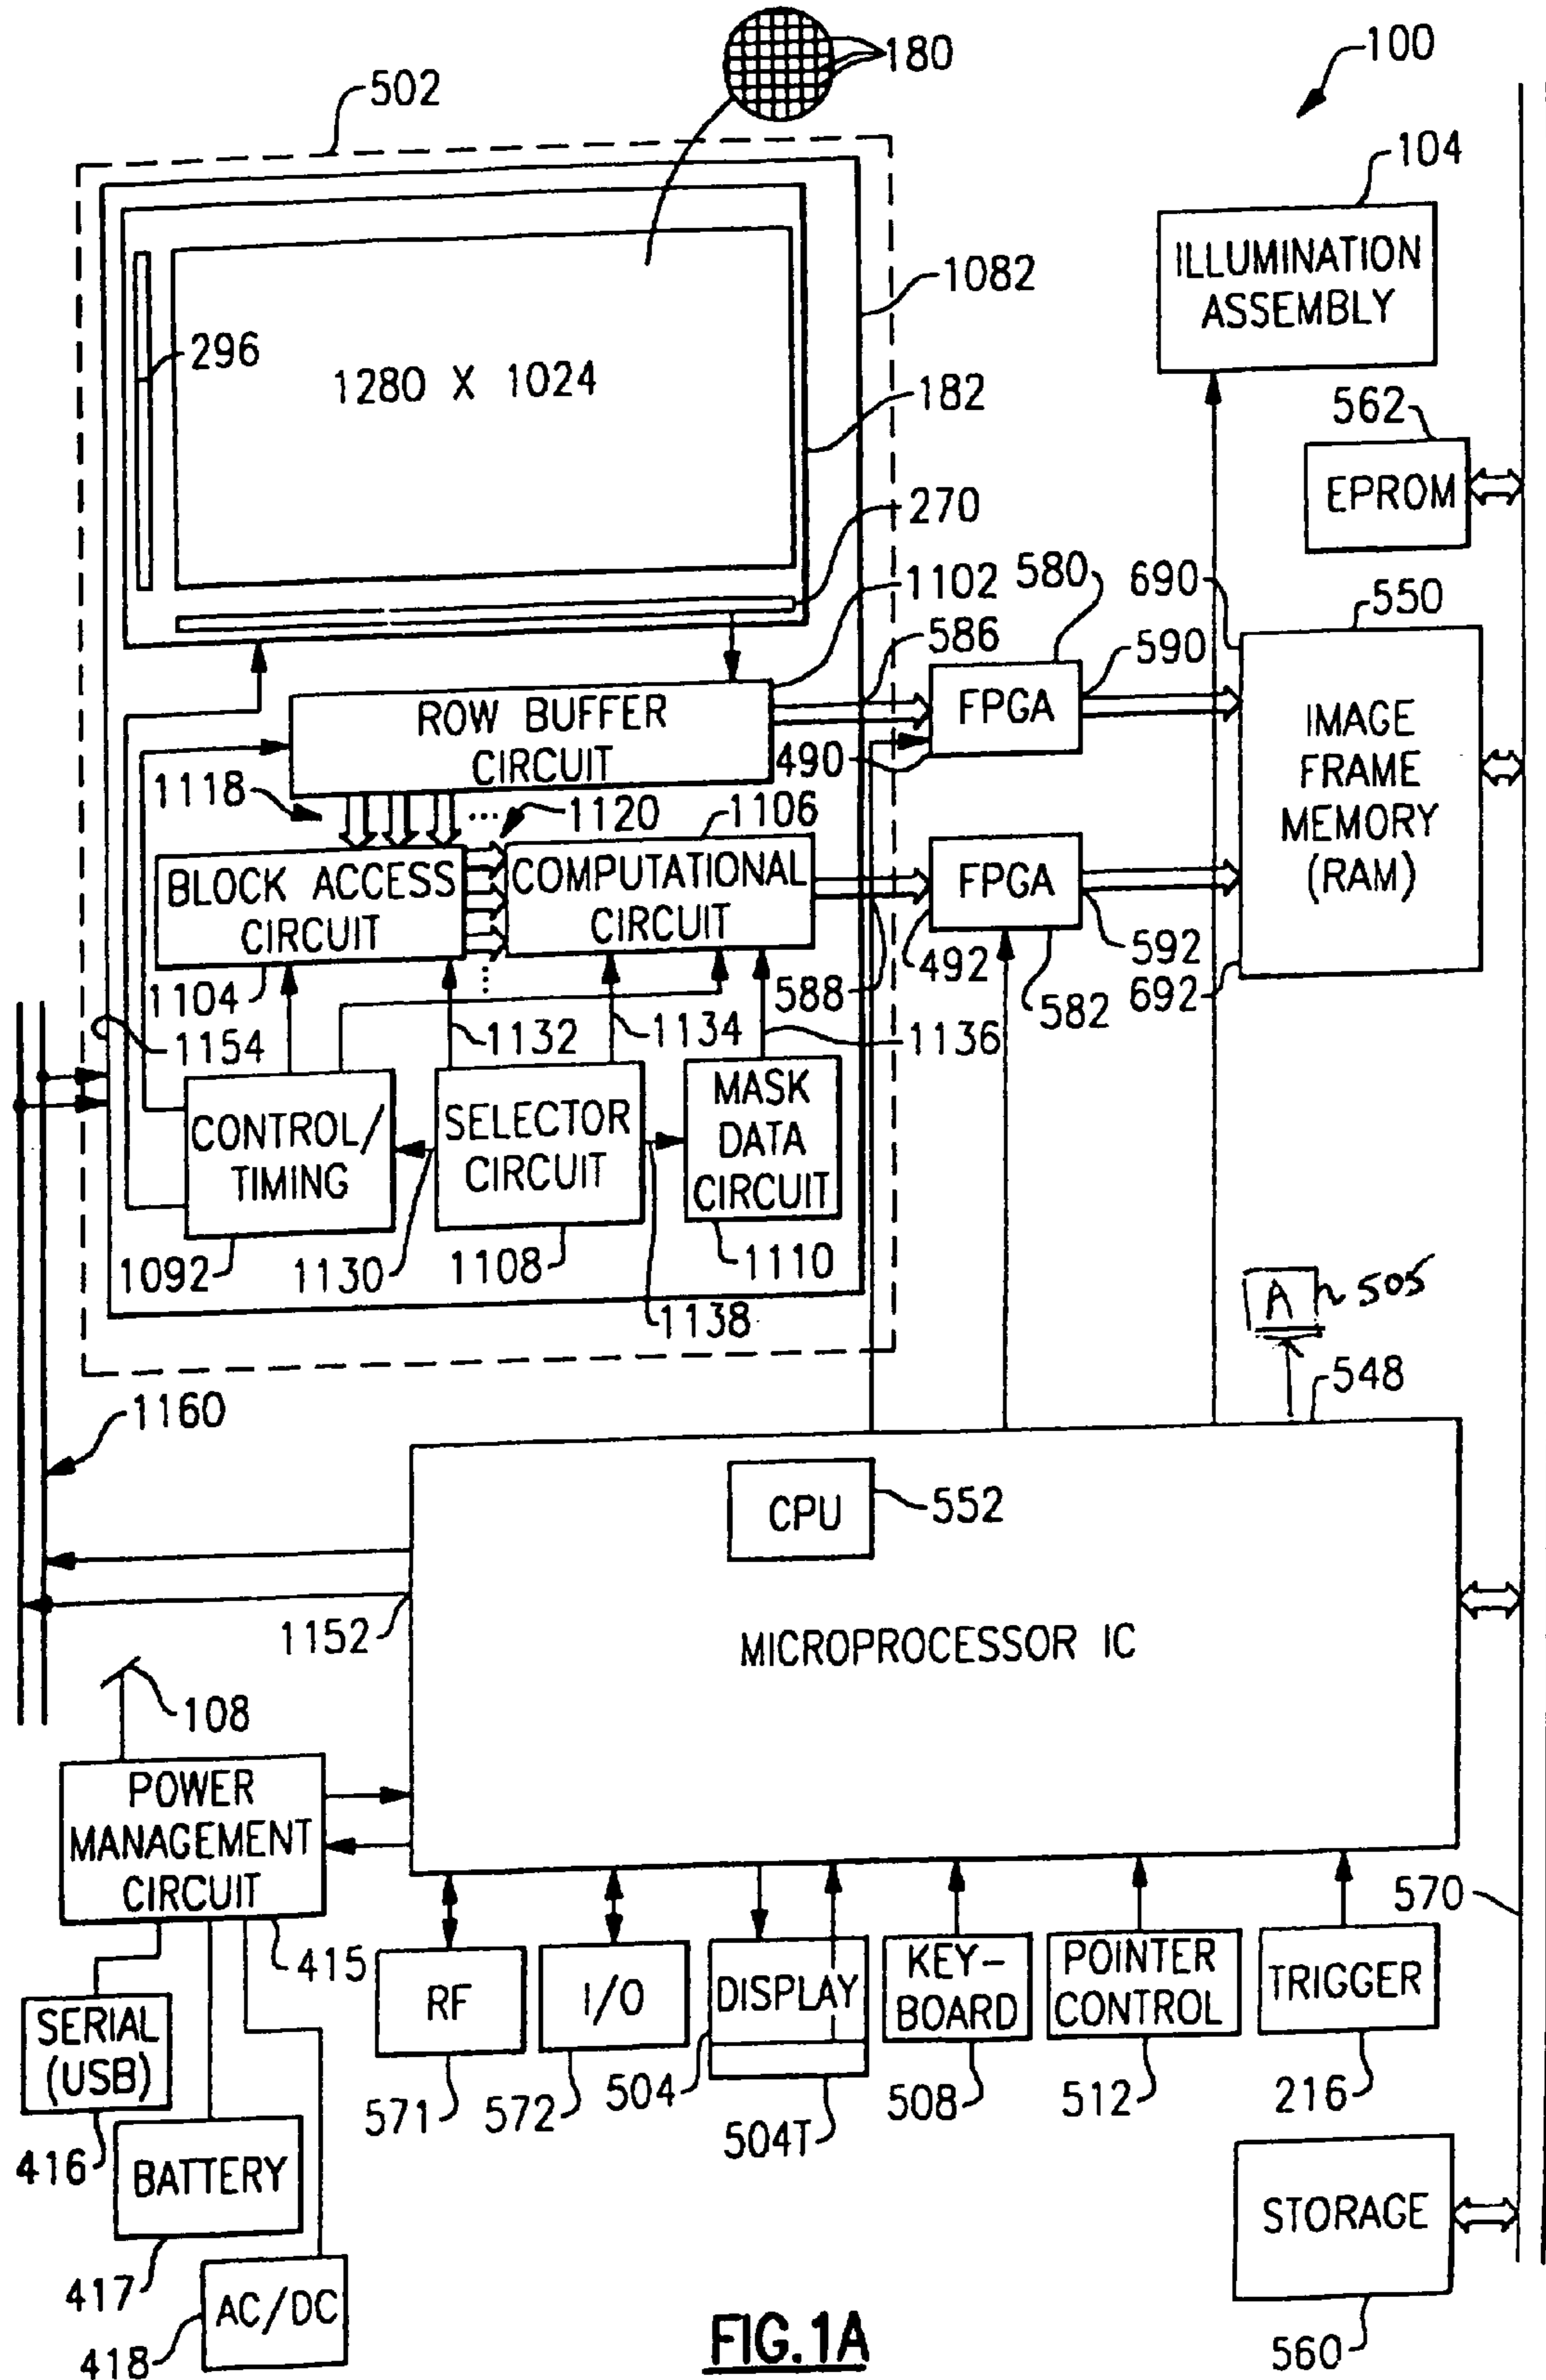 180
100
502
104
ILLUMINATION
ASSEMBLY
1082
296
1280 X 1024
182
562
EPROM
270
1102
580
690
550
586
590
ROW BUFFER
CIRCUIT
FPGA
IMAGE
FRAME
MEMORY
(RAM)
490
1118
...
1120
1106
BLOCK ACCESS
CIRCUIT
COMPUTATIONAL
CIRCUIT
FPGA
592
492
1104
...
588
582
692
1154
1132
1134
1136
CONTROL/
TIMING
SELECTOR
CIRCUIT
MASK
DATA
CIRCUIT
1092
1130
1108
1110
1138
A
505
548
1160
CPU
552
1152
MICROPROCESSOR IC
108
POWER
MANAGEMENT
CIRCUIT
415
570
SERIAL
(USB)
RF
I/O
DISPLAY
KEY-
BOARD
POINTER
CONTROL
TRIGGER
416
571
572
504
504T
508
512
216
BATTERY
417
STORAGE
AC/DC
418
560
FIG.1A